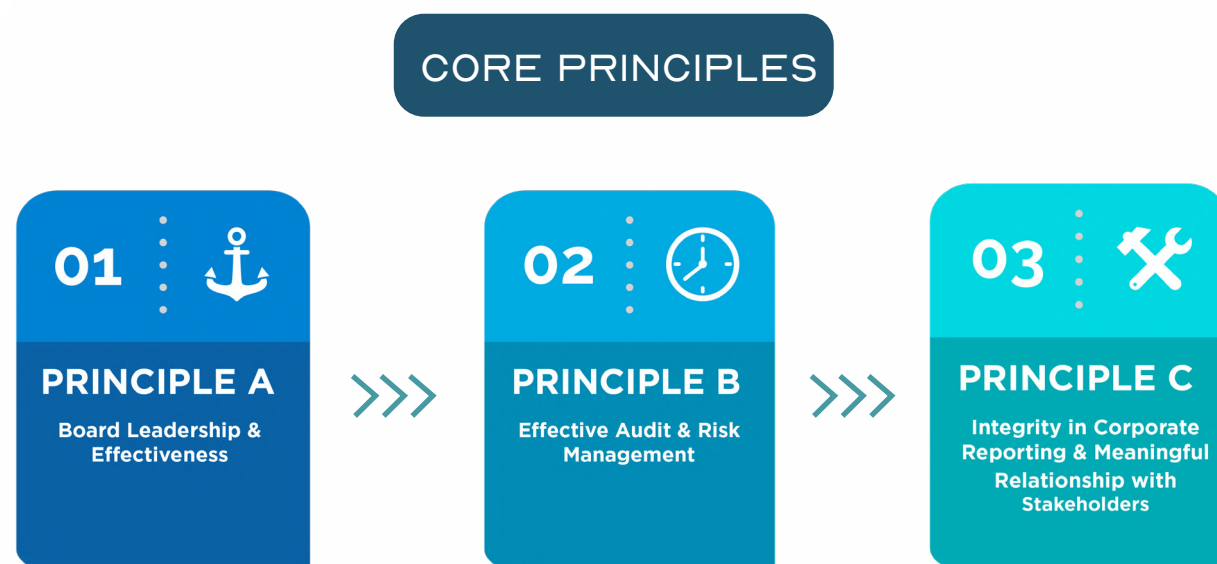 CORE PRINCIPLES
01
PRINCIPLE A
Board Leadership &
Effectiveness
02
PRINCIPLE B
Effective Audit & Risk
Management
03
PRINCIPLE C
Integrity in Corporate
Reporting & Meaningful
Relationship with
Stakeholders